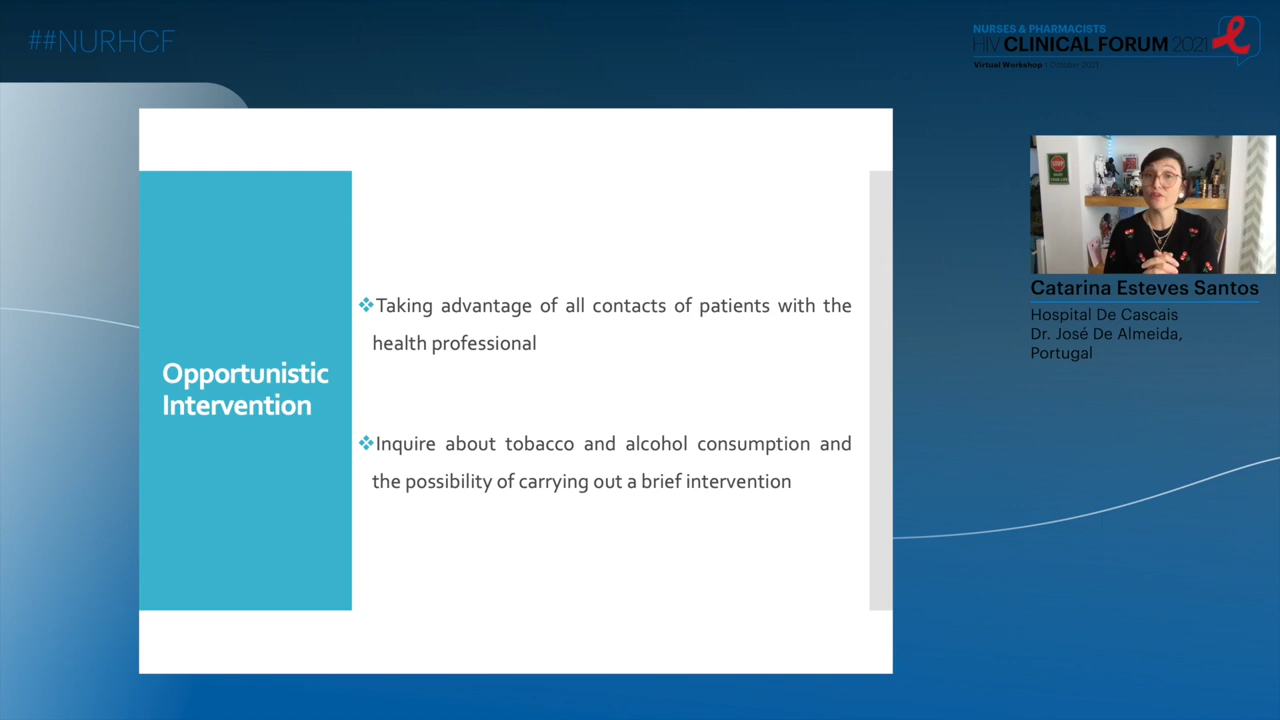 ##NURHCF
NURSES & PHARMACISTS
HIV CLINICAL FORUM 2021
Virtual Workshop 1 October 2021
Opportunistic
Intervention
❖Taking advantage of all contacts of patients with the
health professional
❖Inquire about tobacco and alcohol consumption and
the possibility of carrying out a brief intervention
STOP
Catarina Esteves Santos
Hospital De Cascais
Dr. José De Almeida,
Portugal